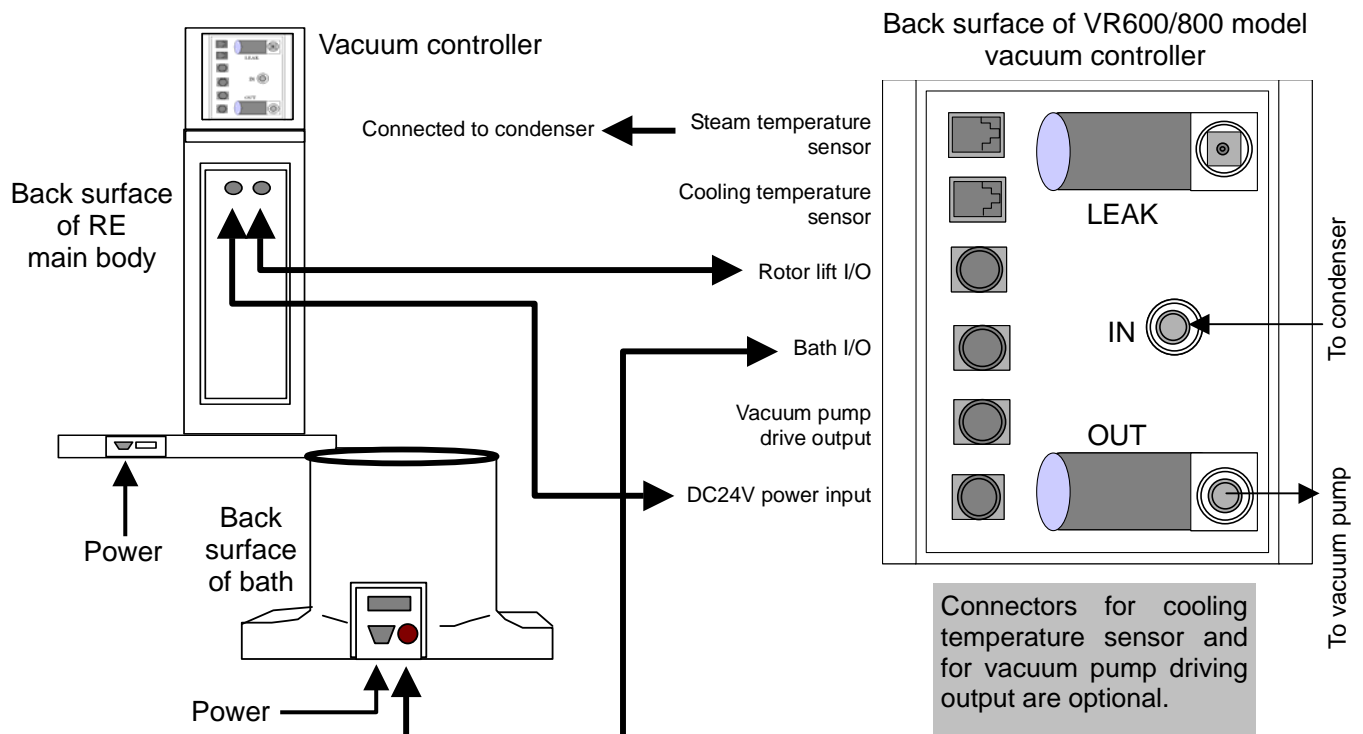 Vacuum controller
LEAK
IN
OUT
Back surface
of RE
main body
Power
Back
surface
of bath
Power
Connected to condenser
Steam temperature
sensor
Cooling temperature
sensor
Rotor lift I/O
Bath I/O
Vacuum pump
drive output
DC24V power input
Back surface of VR600/800 model
vacuum controller
LEAK
IN
OUT
To condenser
To vacuum pump
Connectors for cooling
temperature sensor and
for vacuum pump driving
output are optional.